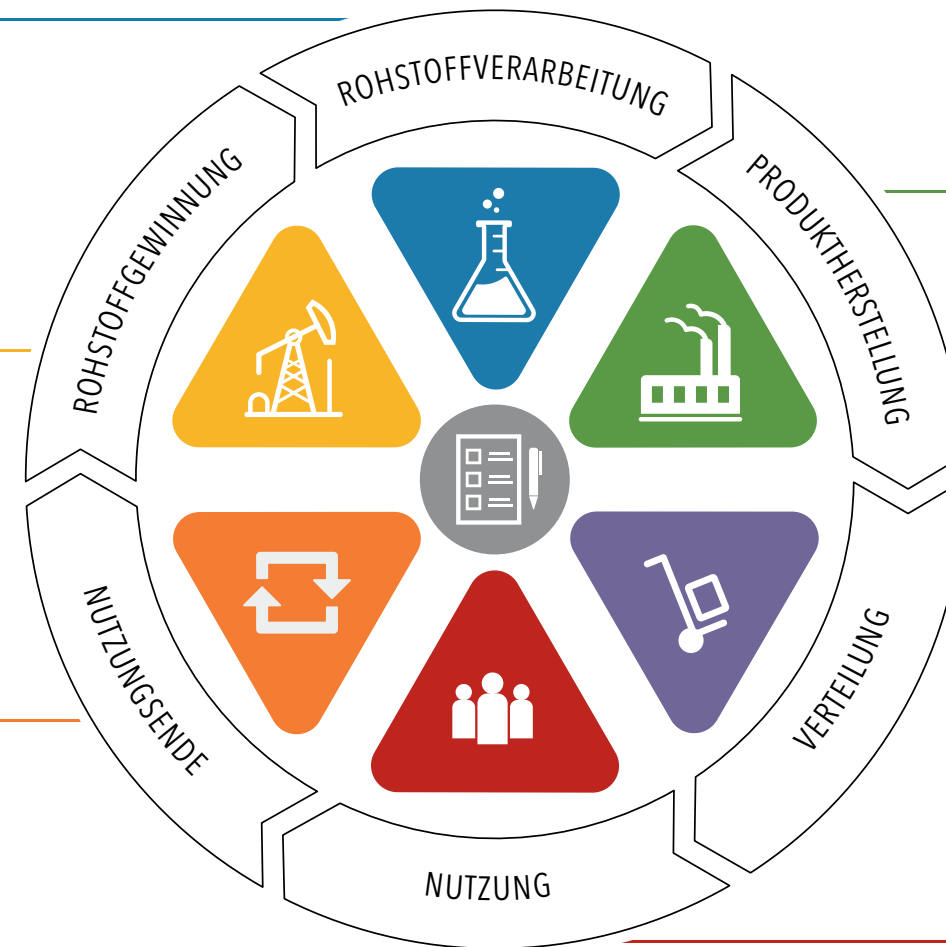 ROHSTOFFVERARBEITUNG
PRODUKTHERSTELLUNG
VERTEILUNG
NUTZUNG
NUTZUNGSENDE
ROHSTOFFGEWINNUNG